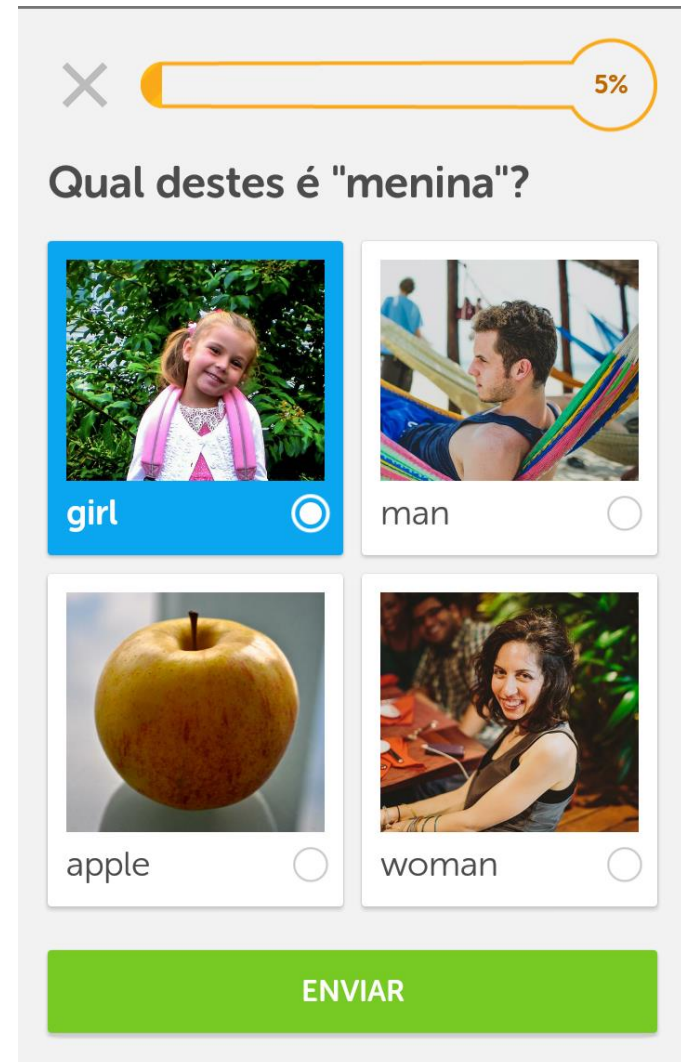 5%
Qual destes é "menina"?
girl
man
apple
woman
ENVIAR